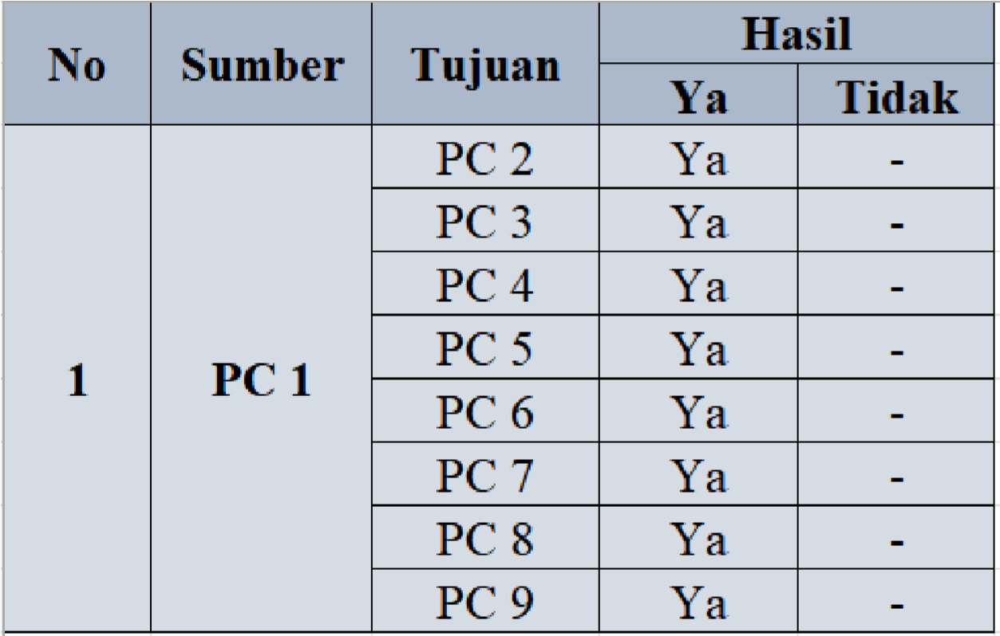 No Sumber Tujuan Hasil
Ya Tidak
1 PC 1 PC 2 Ya -
PC 3 Ya -
PC 4 Ya -
PC 5 Ya -
PC 6 Ya -
PC 7 Ya -
PC 8 Ya -
PC 9 Ya -